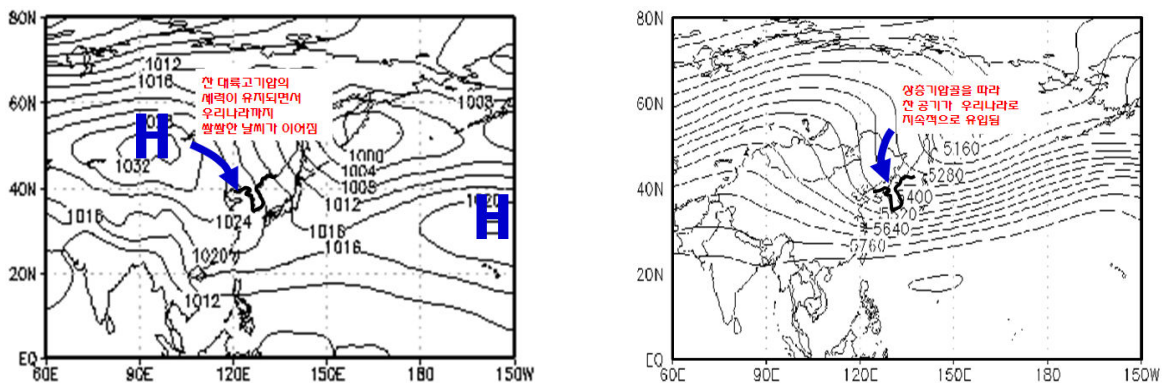 80N
1012
1016
찬 대륙고기압의
세력이 유지되면서
우리나라까지
쌀쌀한 날씨가 이어짐
60N
1008
H
1032
1000
1004
1008
1012
40N
1016
1024
1020
H
1016
1020
1016
20N
1012
EQ
60E
90E
120E
150E
180
150W
80N
상층기압골을 따라
찬 공기가 우리나라로
지속적으로 유입됨
60N
5160
5280
40N
400
5520
5640
5760
20N
EQ
60E
90E
120E
150E
180
150W